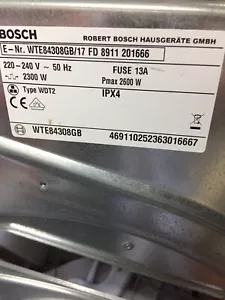 BOSCH
ROBERT BOSCH HAUSGERÄTE GMBH
E-Nr. WTE84308GB/17 FD 8911 201666
220-240 V ~ 50 Hz FUSE 13A
2300 W Pmax 2600 W
Type WDT2 IPX4
WTE84308GB 469110252363016667